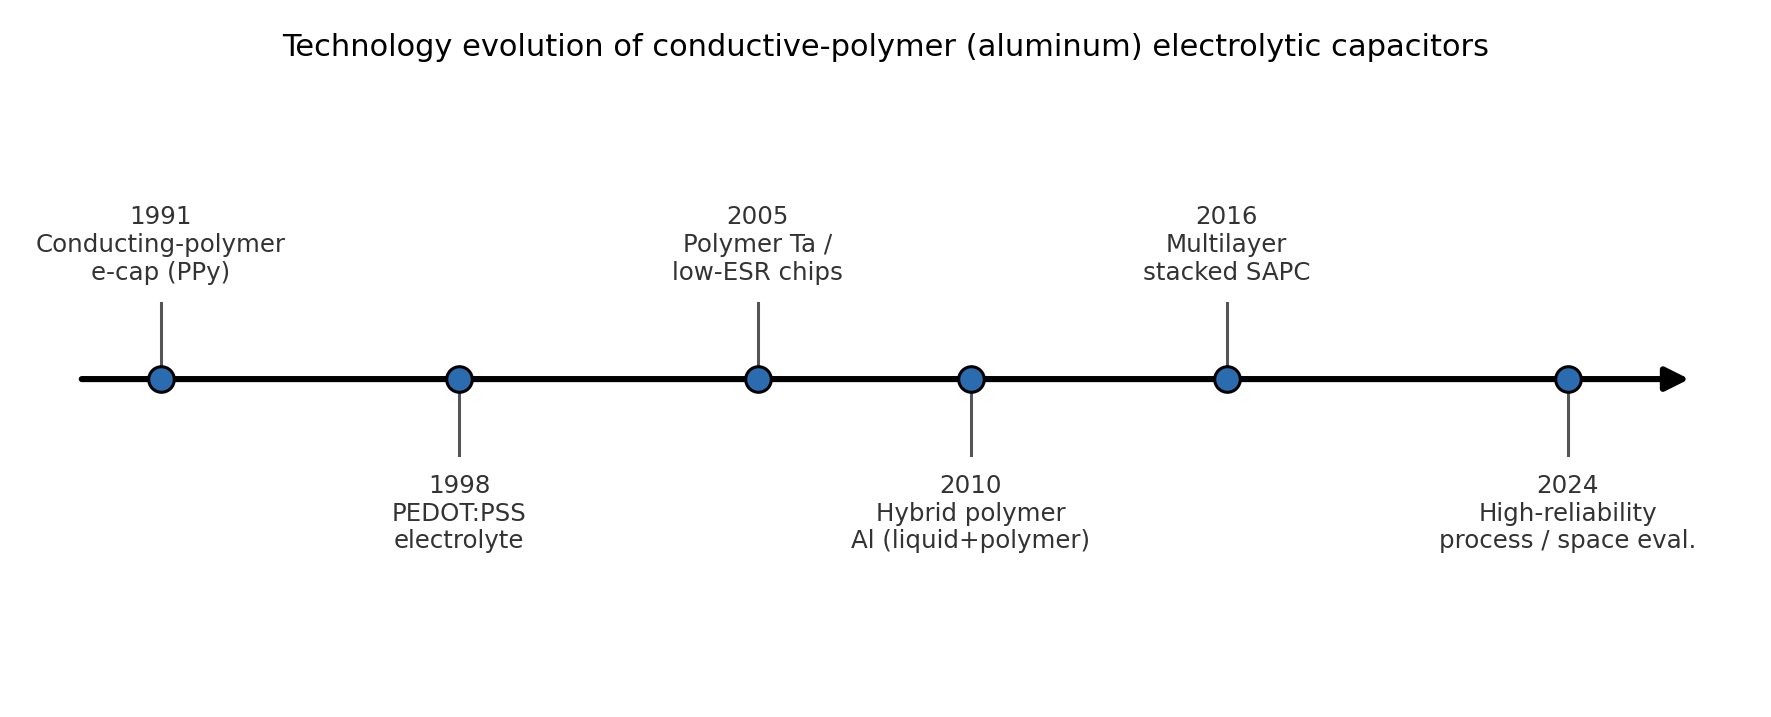 Technology evolution of conductive-polymer (aluminum) electrolytic capacitors
1991
Conducting-polymer
e-cap (PPy)
1998
PEDOT:PSS
electrolyte
2005
Polymer Ta /
low-ESR chips
2010
Hybrid polymer
Al (liquid+polymer)
2016
Multilayer
stacked SAPC
2024
High-reliability
process / space eval.